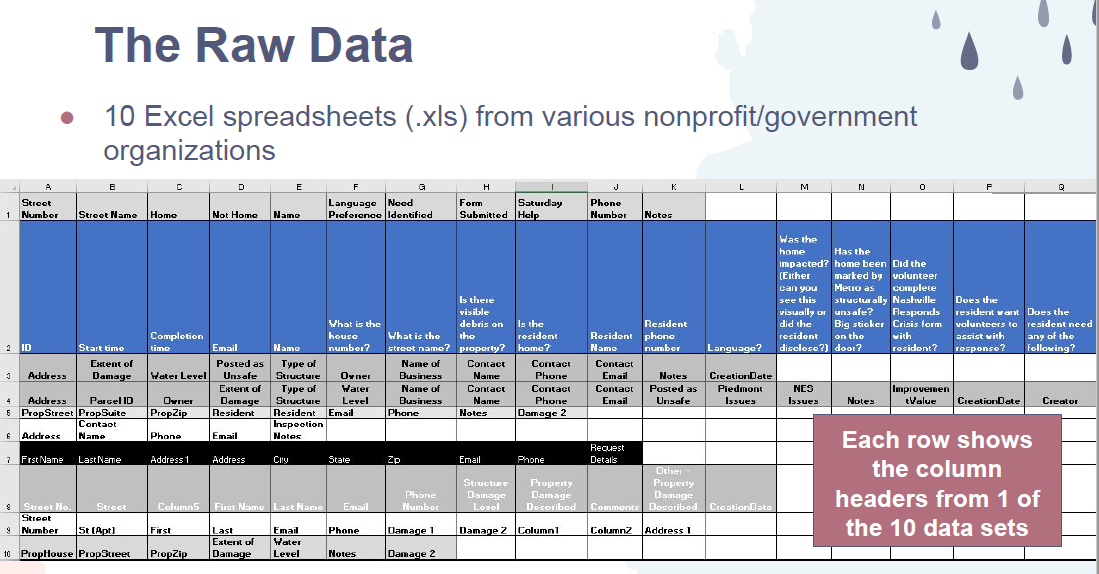 The Raw Data
● 10 Excel spreadsheets (.xls) from various nonprofit/government
organizations
A B C D E F G H I J K L M N O P Q
1 Street Number Street Name Home Not Home Name Language Preference Need Identified Form Submitted Saturday Help Phone Number Notes
2 ID Start time Completion time Email Name What is the house number? What is the street name? Is there visible debris on the property? Is the resident home? Resident Name Resident phone number Language? Was the home impacted? (Either can you see this visually or did the resident disclose?) Has the home been marked by Metro as structurally unsafe? Big sticker on the door? Did the volunteer complete Nashville Responds Crisis form with resident? Does the resident want volunteers to assist with response? Does the resident need any of the following?
3 Address Extent of Damage Water Level Posted as Unsafe Type of Structure Owner Name of Business Contact Name Contact Phone Contact Email Notes CreationDate
4 Address Parcel ID Owner Extent of Damage Type of Structure Water Level Name of Business Contact Name Contact Phone Contact Email Posted as Unsafe Piedmont Issues NES Issues Notes Improvemen tValue CreationDate Creator
5 PropStreet PropSuite PropZip Resident Resident Email Phone Notes Damage 2
6 Address Contact Name Phone Email Inspection Notes
7 First Name Last Name Address 1 Address City State Zip Email Phone Request Details
8 Street No. Street Column5 First Name Last Name Email Phone Number Structure Damage Level Property Damage Described Comments Other - Property Damage Described CreationDate
9 Street Number St (Apt) First Last Email Phone Damage 1 Damage 2 Column1 Column2 Address 1
10 PropHouse PropStreet PropZip Extent of Damage Water Level Notes Damage 2
Each row shows
the column
headers from 1 of
the 10 data sets